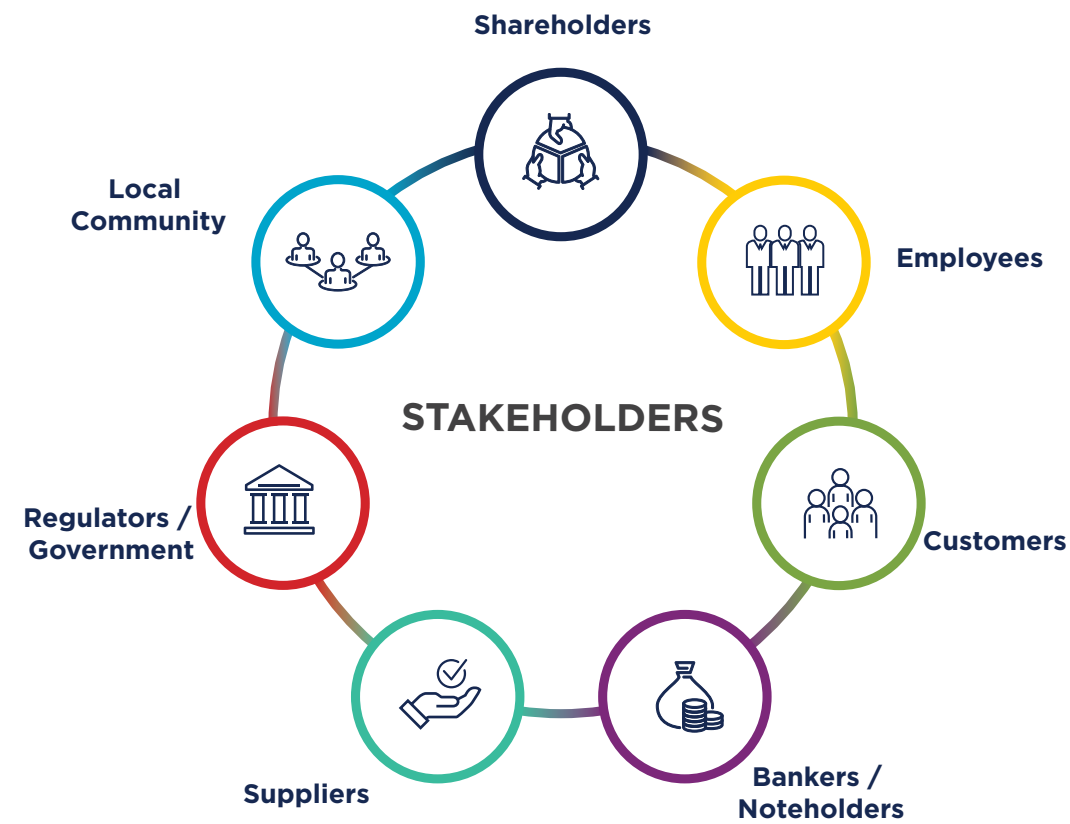 Shareholders
Local
Community
Employees
STAKEHOLDERS
Regulators /
Government
Customers
Suppliers
Bankers /
Noteholders